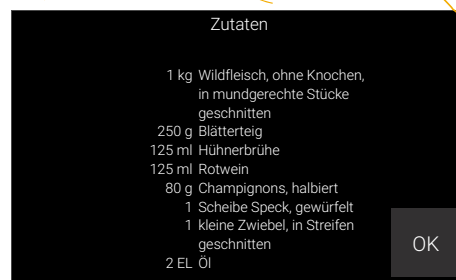 Zutaten
1 kg Wildfleisch, ohne Knochen,
in mundgerechte Stücke
geschnitten
250 g Blätterteig
125 ml Hühnerbrühe
125 ml Rotwein
80 g Champignons, halbiert
1 Scheibe Speck, gewürfelt
1 kleine Zwiebel, in Streifen
geschnitten
2 EL Öl
OK